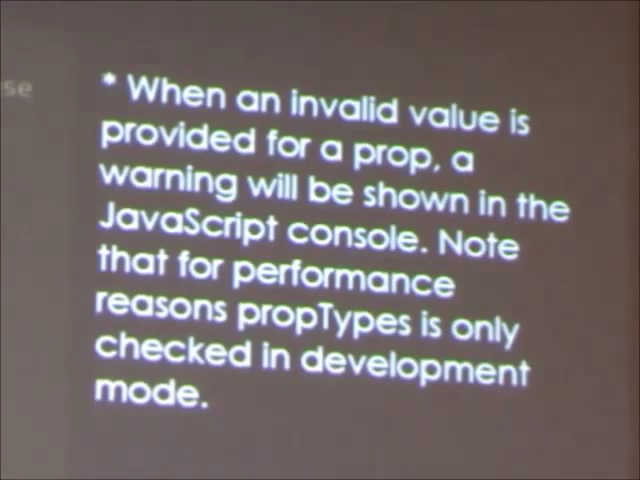 * When an invalid value is
provided for a prop, a
warning will be shown in the
JavaScript console. Note
that for performance
reasons propTypes is only
checked in development
mode.